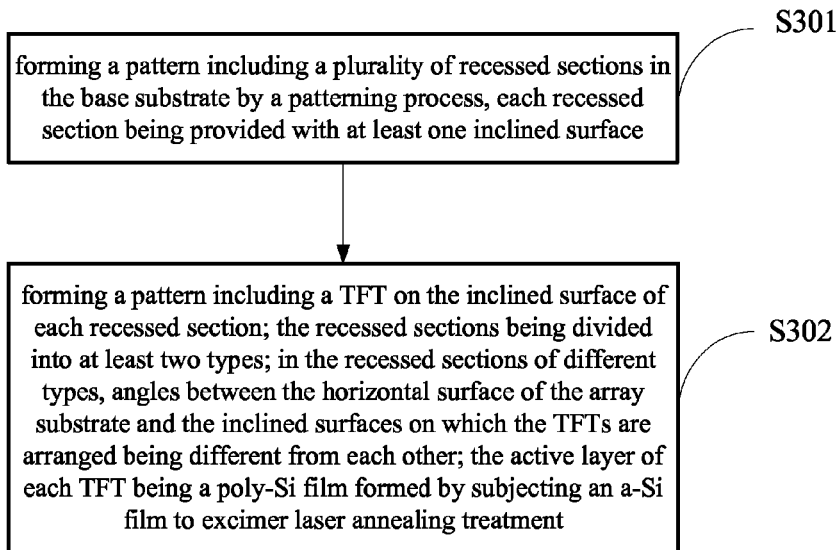 S301
forming a pattern including a plurality of recessed sections in
the base substrate by a patterning process, each recessed
section being provided with at least one inclined surface
forming a pattern including a TFT on the inclined surface of
each recessed section; the recessed sections being divided
into at least two types; in the recessed sections of different
types, angles between the horizontal surface of the array
substrate and the inclined surfaces on which the TFTs are
arranged being different from each other; the active layer of
each TFT being a poly-Si film formed by subjecting an a-Si
film to excimer laser annealing treatment
S302